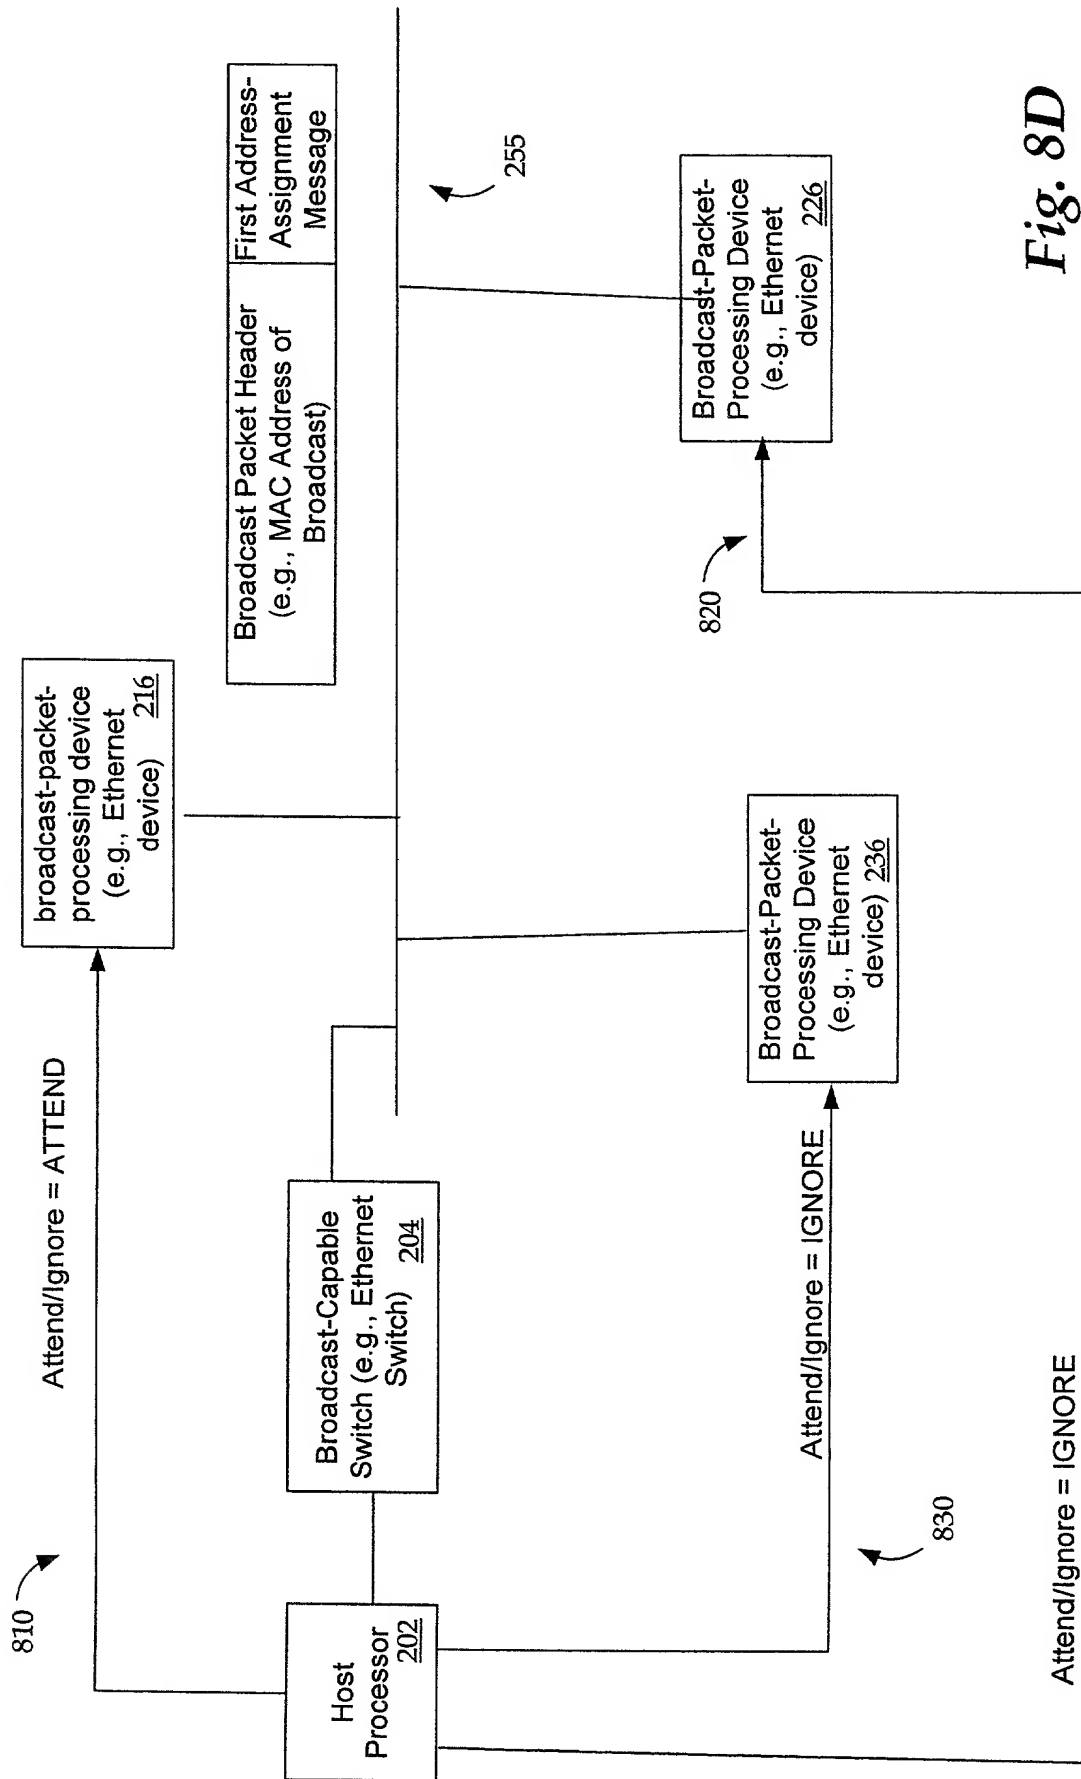 810
Attend/Ignore = ATTEND
broadcast-packet-
processing device
(e.g., Ethernet
device) 216
Host
Processor
202
Broadcast-Capable
Switch (e.g., Ethernet
Switch) 204
Broadcast Packet Header
(e.g., MAC Address of
Broadcast)
First Address-
Assignment
Message
255
830
Attend/Ignore = IGNORE
Broadcast-Packet-
Processing Device
(e.g., Ethernet
device) 236
820
Broadcast-Packet-
Processing Device
(e.g., Ethernet
device) 226
Attend/Ignore = IGNORE
Fig. 8D